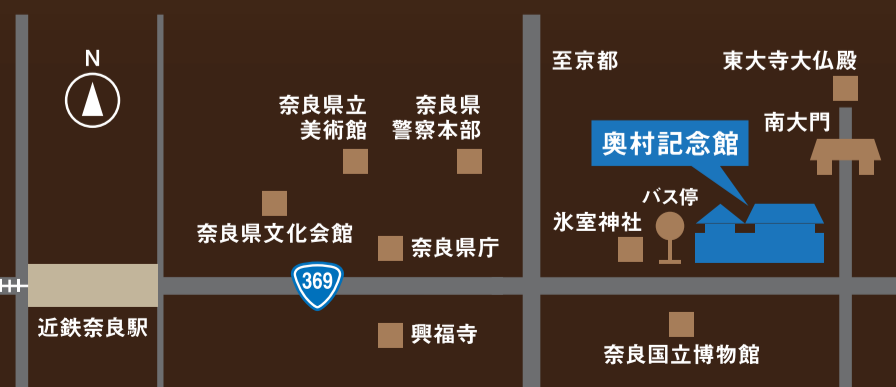 N
至京都
東大寺大仏殿
奈良県立
美術館
奈良県
警察本部
南大門
奥村記念館
バス停
氷室神社
奈良県文化会館
奈良県庁
369
近鉄奈良駅
興福寺
奈良国立博物館